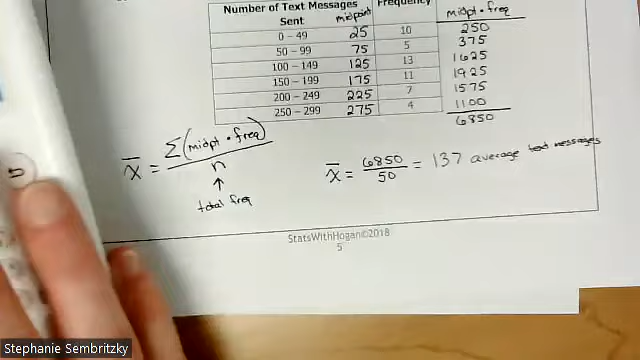 Number of Text Messages Sent midpoint Frequency midpt • freq
0 – 49 25 10 250
50 – 99 75 5 375
100 – 149 125 13 1625
150 – 199 175 11 1925
200 – 249 225 7 1575
250 – 299 275 4 1100
6850
x̄ = Σ(midpt • freq) / n
↑
total freq
x̄ = 6850 / 50 = 137 average text messages
StatsWithHogan©2018
5
Stephanie Sembritzky